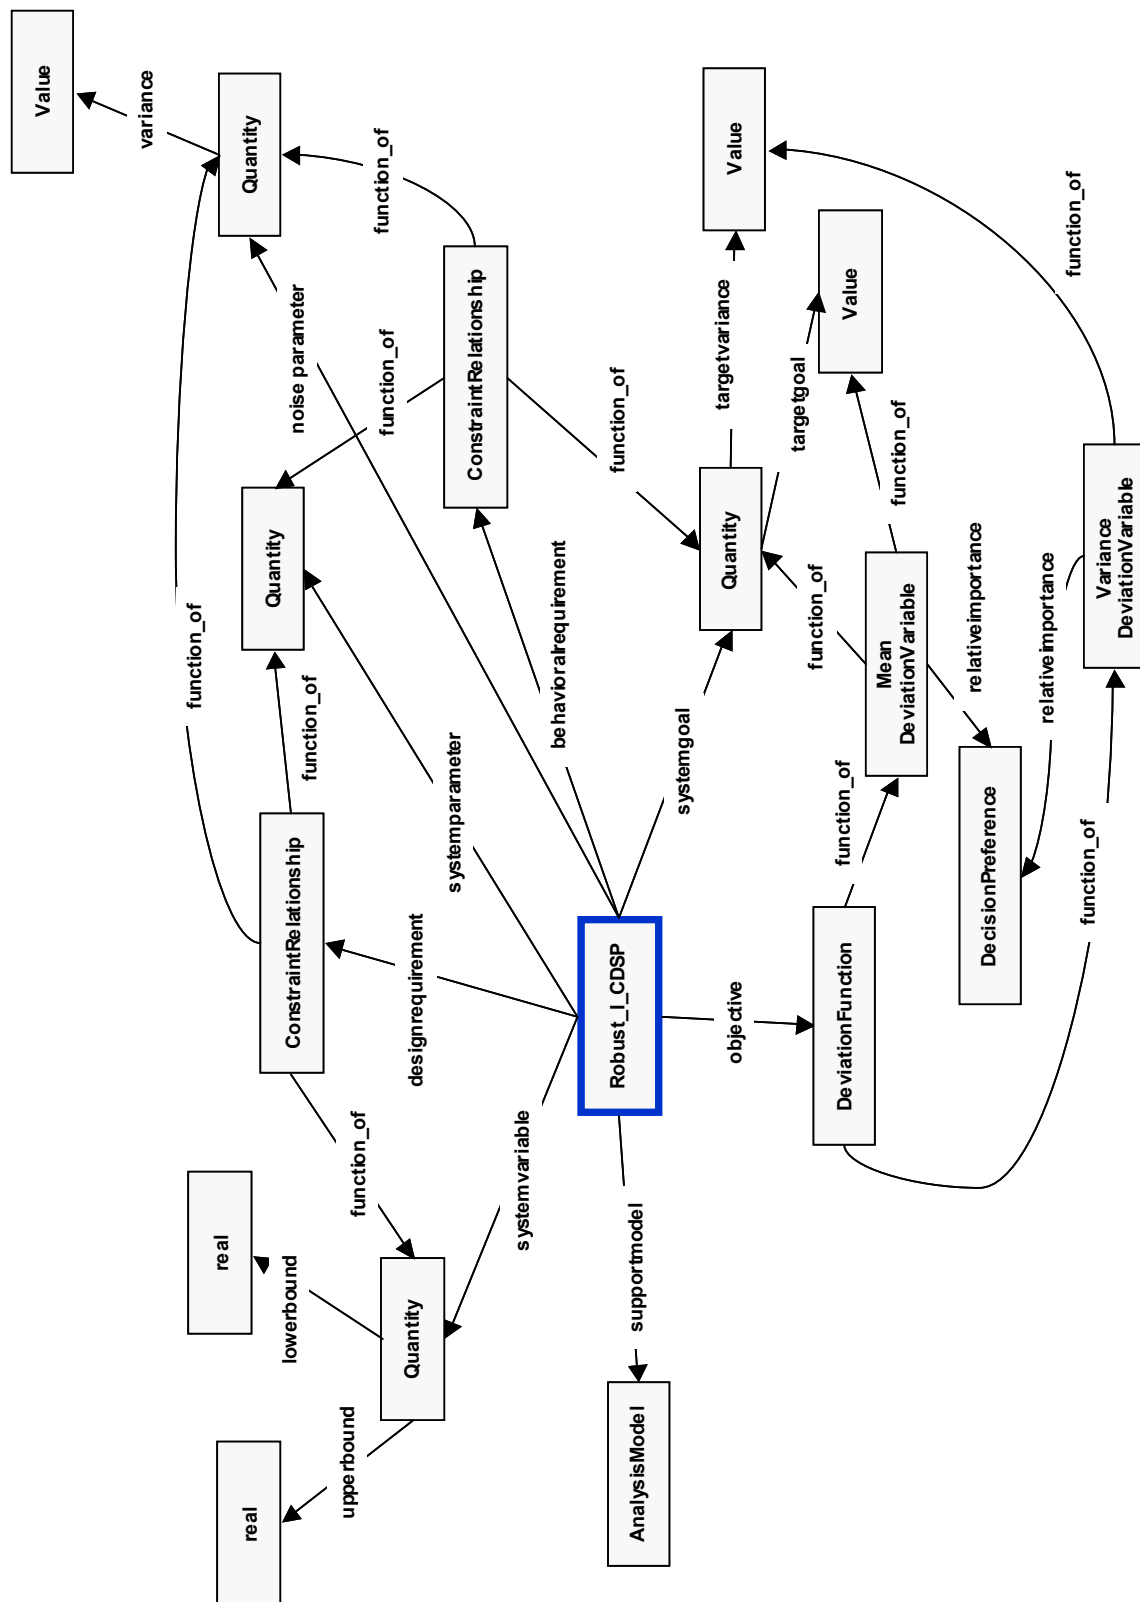 Value
variance
function_of
real
real
Quantity
Quantity
lowerbound
ConstraintRelationship
noise parameter
function_of
upperbound
function_of
function_of
function_of
Quantity
designrequirement
systemparameter
ConstraintRelationship
systemvariable
behavioralrequirement
Robust_I_CDSP
function_of
AnalysisModel
supportmodel
systemgoal
targetvariance
Quantity
objective
Value
targetgoal
function_of
function_of
DeviationFunction
Value
Mean
DeviationVariable
function_of
relativeimportance
DecisionPreference
relativeimportance
function_of
function_of
Variance
DeviationVariable